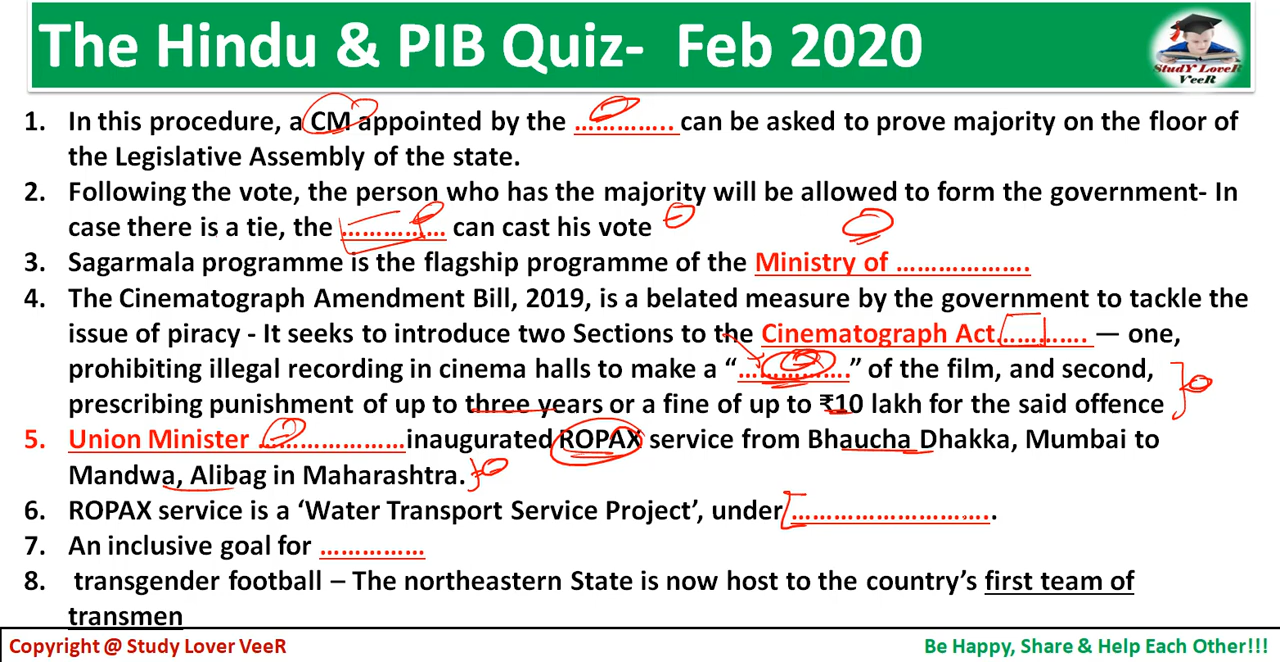 The Hindu & PIB Quiz- Feb 2020
StudY LoveR
VeeR
1. In this procedure, a CM appointed by the ………….. can be asked to prove majority on the floor of
the Legislative Assembly of the state.
2. Following the vote, the person who has the majority will be allowed to form the government- In
case there is a tie, the …………... can cast his vote
3. Sagarmala programme is the flagship programme of the Ministry of ……………….
4. The Cinematograph Amendment Bill, 2019, is a belated measure by the government to tackle the
issue of piracy - It seeks to introduce two Sections to the Cinematograph Act…………. — one,
prohibiting illegal recording in cinema halls to make a “……………..” of the film, and second,
prescribing punishment of up to three years or a fine of up to ₹10 lakh for the said offence
5. Union Minister ………………….inaugurated ROPAX service from Bhaucha Dhakka, Mumbai to
Mandwa, Alibag in Maharashtra.
6. ROPAX service is a ‘Water Transport Service Project’, under ……………………….
7. An inclusive goal for ……………
8. transgender football – The northeastern State is now host to the country’s first team of
transmen
Copyright @ Study Lover VeeR
Be Happy, Share & Help Each Other!!!